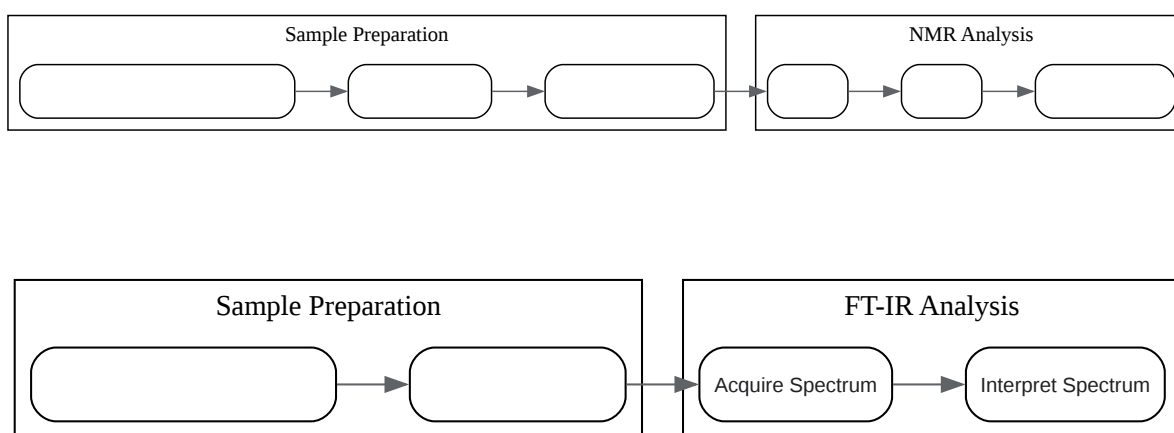 Sample Preparation
NMR Analysis
Sample Preparation
FT-IR Analysis
Acquire Spectrum
Interpret Spectrum